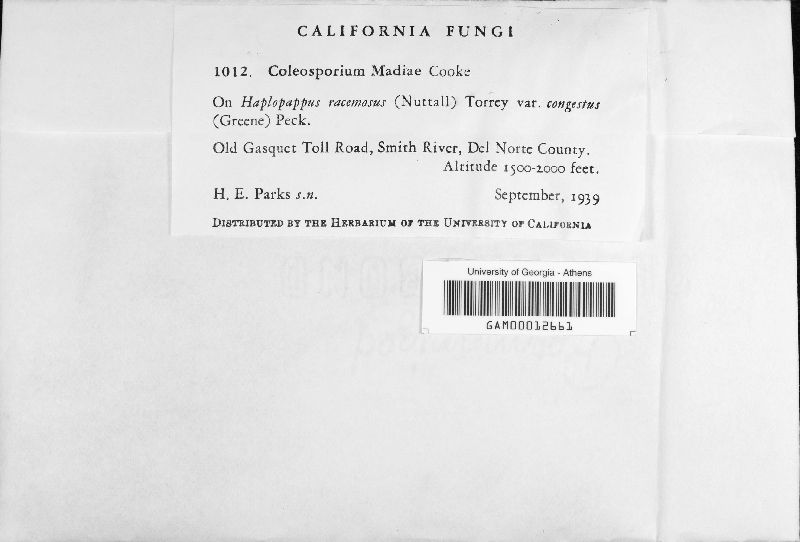 CALIFORNIA FUNGI
1012. Coleosporium Madiae Cooke
On Haplopappus racemosus (Nuttall) Torrey var. congestus
(Greene) Peck.
Old Gasquet Toll Road, Smith River, Del Norte County.
Altitude 1500-2000 feet.
H. E. Parks s.n. September, 1939
DISTRIBUTED BY THE HERBARIUM OF THE UNIVERSITY OF CALIFORNIA
University of Georgia - Athens
GAM00012661